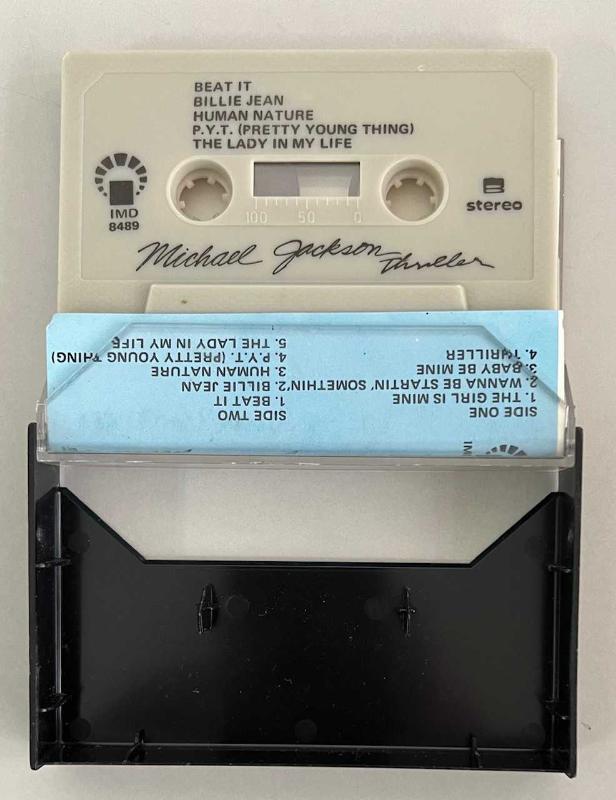 BEAT IT
BILLIE JEAN
HUMAN NATURE
P.Y.T. (PRETTY YOUNG THING)
THE LADY IN MY LIFE
IMD
8489
100 50 0
stereo
Michael Jackson
Thriller
SIDE ONE
1. THE GIRL IS MINE
2. WANNA BE STARTIN' SOMETHIN'
3. BABY BE MINE
4. THRILLER
SIDE TWO
1. BEAT IT
2. BILLIE JEAN
3. HUMAN NATURE
4. P.Y.T. (PRETTY YOUNG THING)
5. THE LADY IN MY LIFE